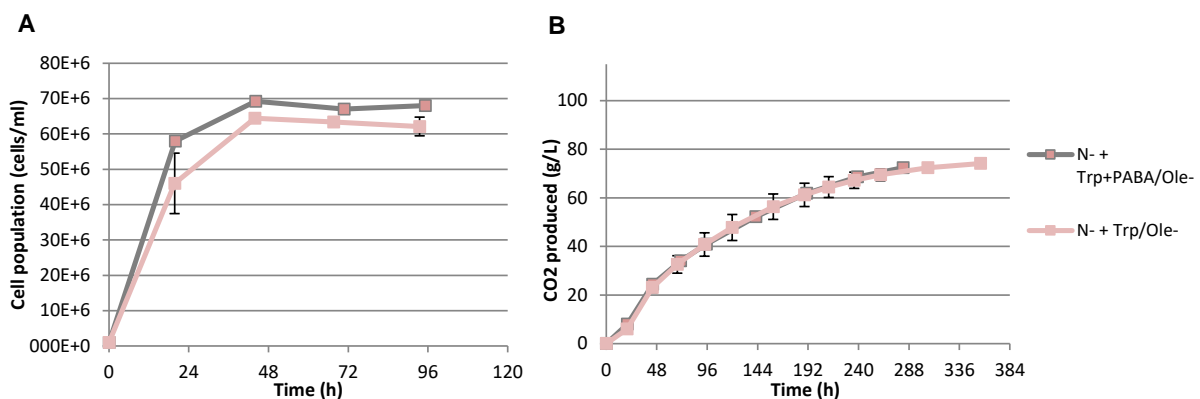 A
Cell population (cells/ml)
80E+6
70E+6
60E+6
50E+6
40E+6
30E+6
20E+6
10E+6
000E+0
0 24 48 72 96 120
Time (h)
B
CO2 produced (g/L)
100
80
60
40
20
0
0 48 96 144 192 240 288 336 384
Time (h)
N- +
Trp+PABA/Ole-
N- + Trp/Ole-